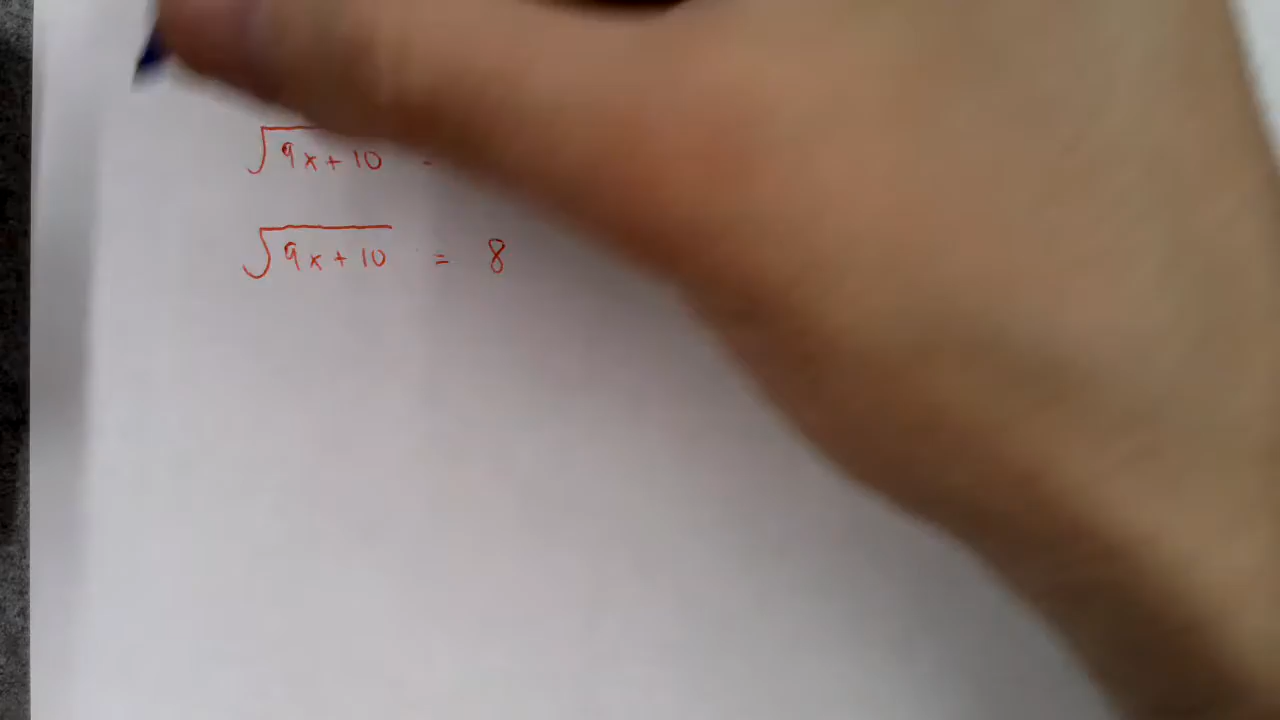 √9x+10 -
√9x+10 = 8